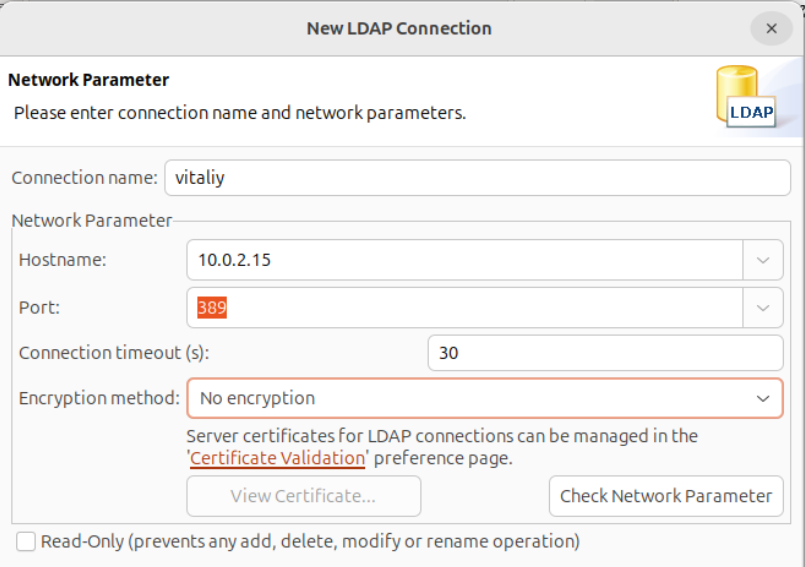 New LDAP Connection
Network Parameter
Please enter connection name and network parameters.
LDAP
Connection name: vitaliy
Network Parameter
Hostname: 10.0.2.15
Port: 389
Connection timeout (s): 30
Encryption method: No encryption
Server certificates for LDAP connections can be managed in the
'Certificate Validation' preference page.
View Certificate... Check Network Parameter
Read-Only (prevents any add, delete, modify or rename operation)